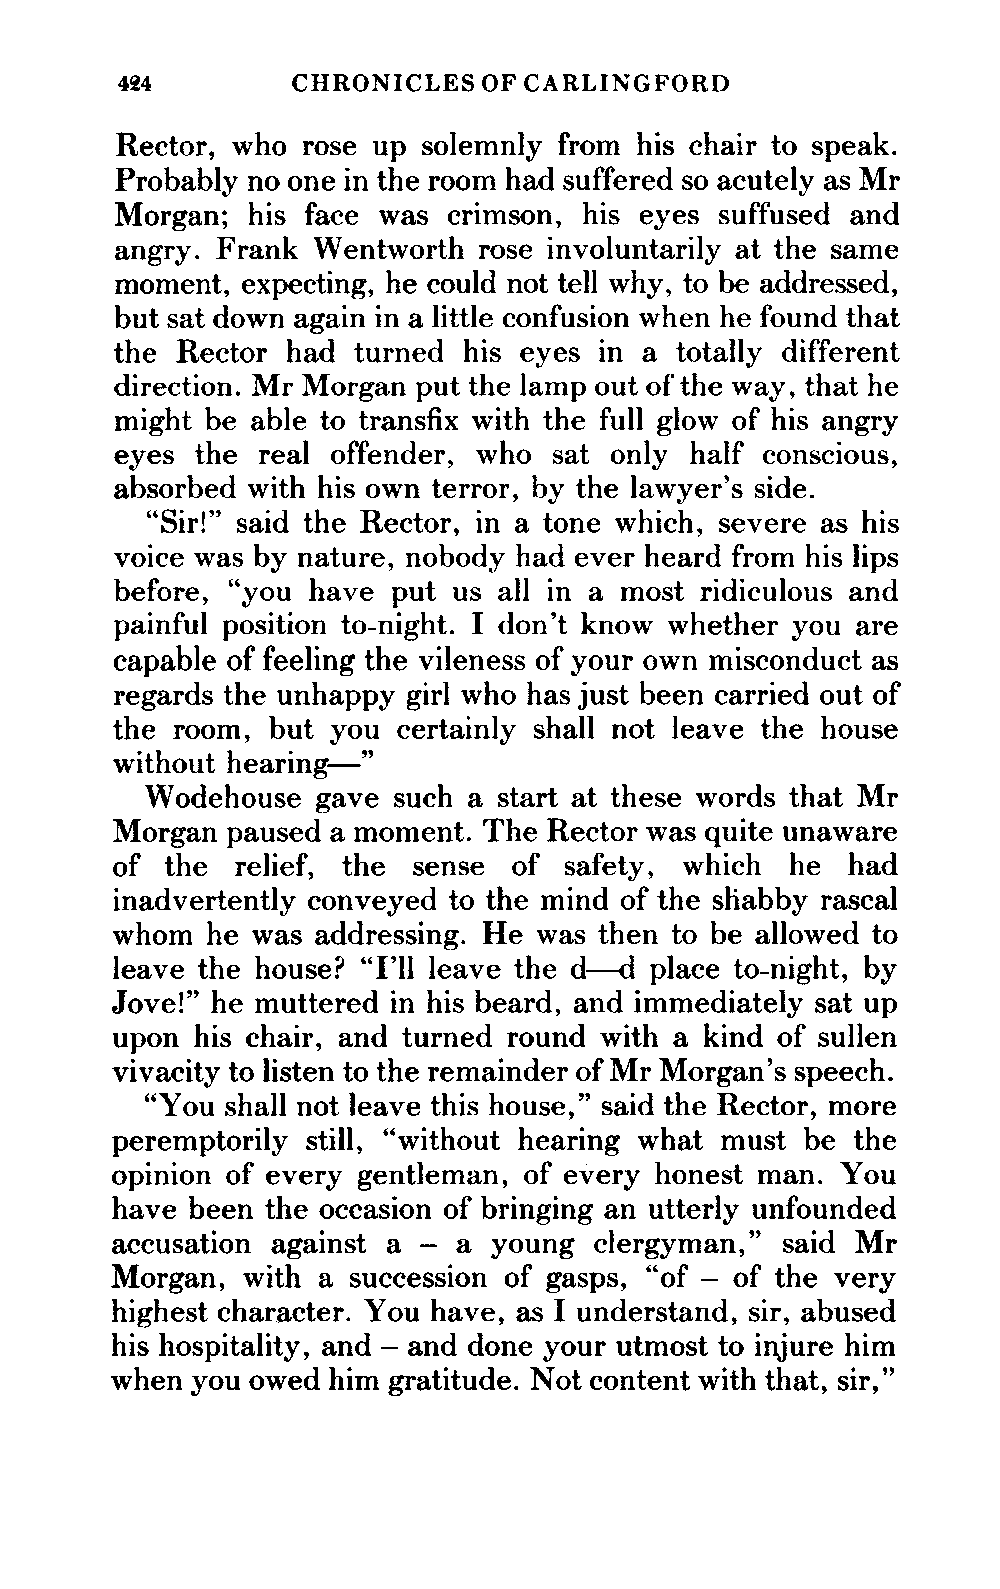 424 CHRONICLES OF CARLINGFORD
Rector, who rose up solemnly from his chair to speak.
Probably no one in the room had suffered so acutely as Mr
Morgan; his face was crimson, his eyes suffused and
angry. Frank Wentworth rose involuntarily at the same
moment, expecting, he could not tell why, to be addressed,
but sat down again in a little confusion when he found that
the Rector had turned his eyes in a totally different
direction. Mr Morgan put the lamp out of the way, that he
might be able to transfix with the full glow of his angry
eyes the real offender, who sat only half conscious,
absorbed with his own terror, by the lawyer's side.
“Sir!” said the Rector, in a tone which, severe as his
voice was by nature, nobody had ever heard from his lips
before, “you have put us all in a most ridiculous and
painful position to-night. I don't know whether you are
capable of feeling the vileness of your own misconduct as
regards the unhappy girl who has just been carried out of
the room, but you certainly shall not leave the house
without hearing—”
Wodehouse gave such a start at these words that Mr
Morgan paused a moment. The Rector was quite unaware
of the relief, the sense of safety, which he had
inadvertently conveyed to the mind of the shabby rascal
whom he was addressing. He was then to be allowed to
leave the house? “I'll leave the d—d place to-night, by
Jove!” he muttered in his beard, and immediately sat up
upon his chair, and turned round with a kind of sullen
vivacity to listen to the remainder of Mr Morgan's speech.
“You shall not leave this house,” said the Rector, more
peremptorily still, “without hearing what must be the
opinion of every gentleman, of every honest man. You
have been the occasion of bringing an utterly unfounded
accusation against a – a young clergyman,” said Mr
Morgan, with a succession of gasps, “of – of the very
highest character. You have, as I understand, sir, abused
his hospitality, and – and done your utmost to injure him
when you owed him gratitude. Not content with that, sir,”